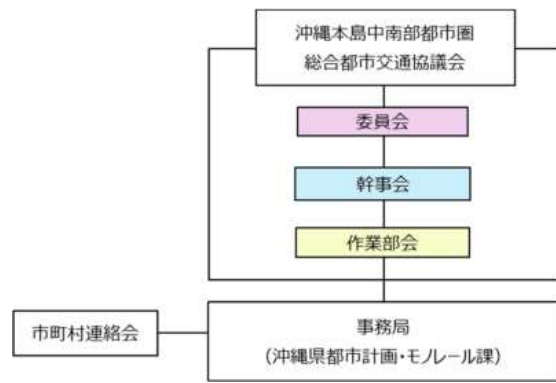 沖縄本島中南部都市圏
総合都市交通協議会
委員会
幹事会
作業部会
市町村連絡会
事務局
（沖縄県都市計画・モノレール課）